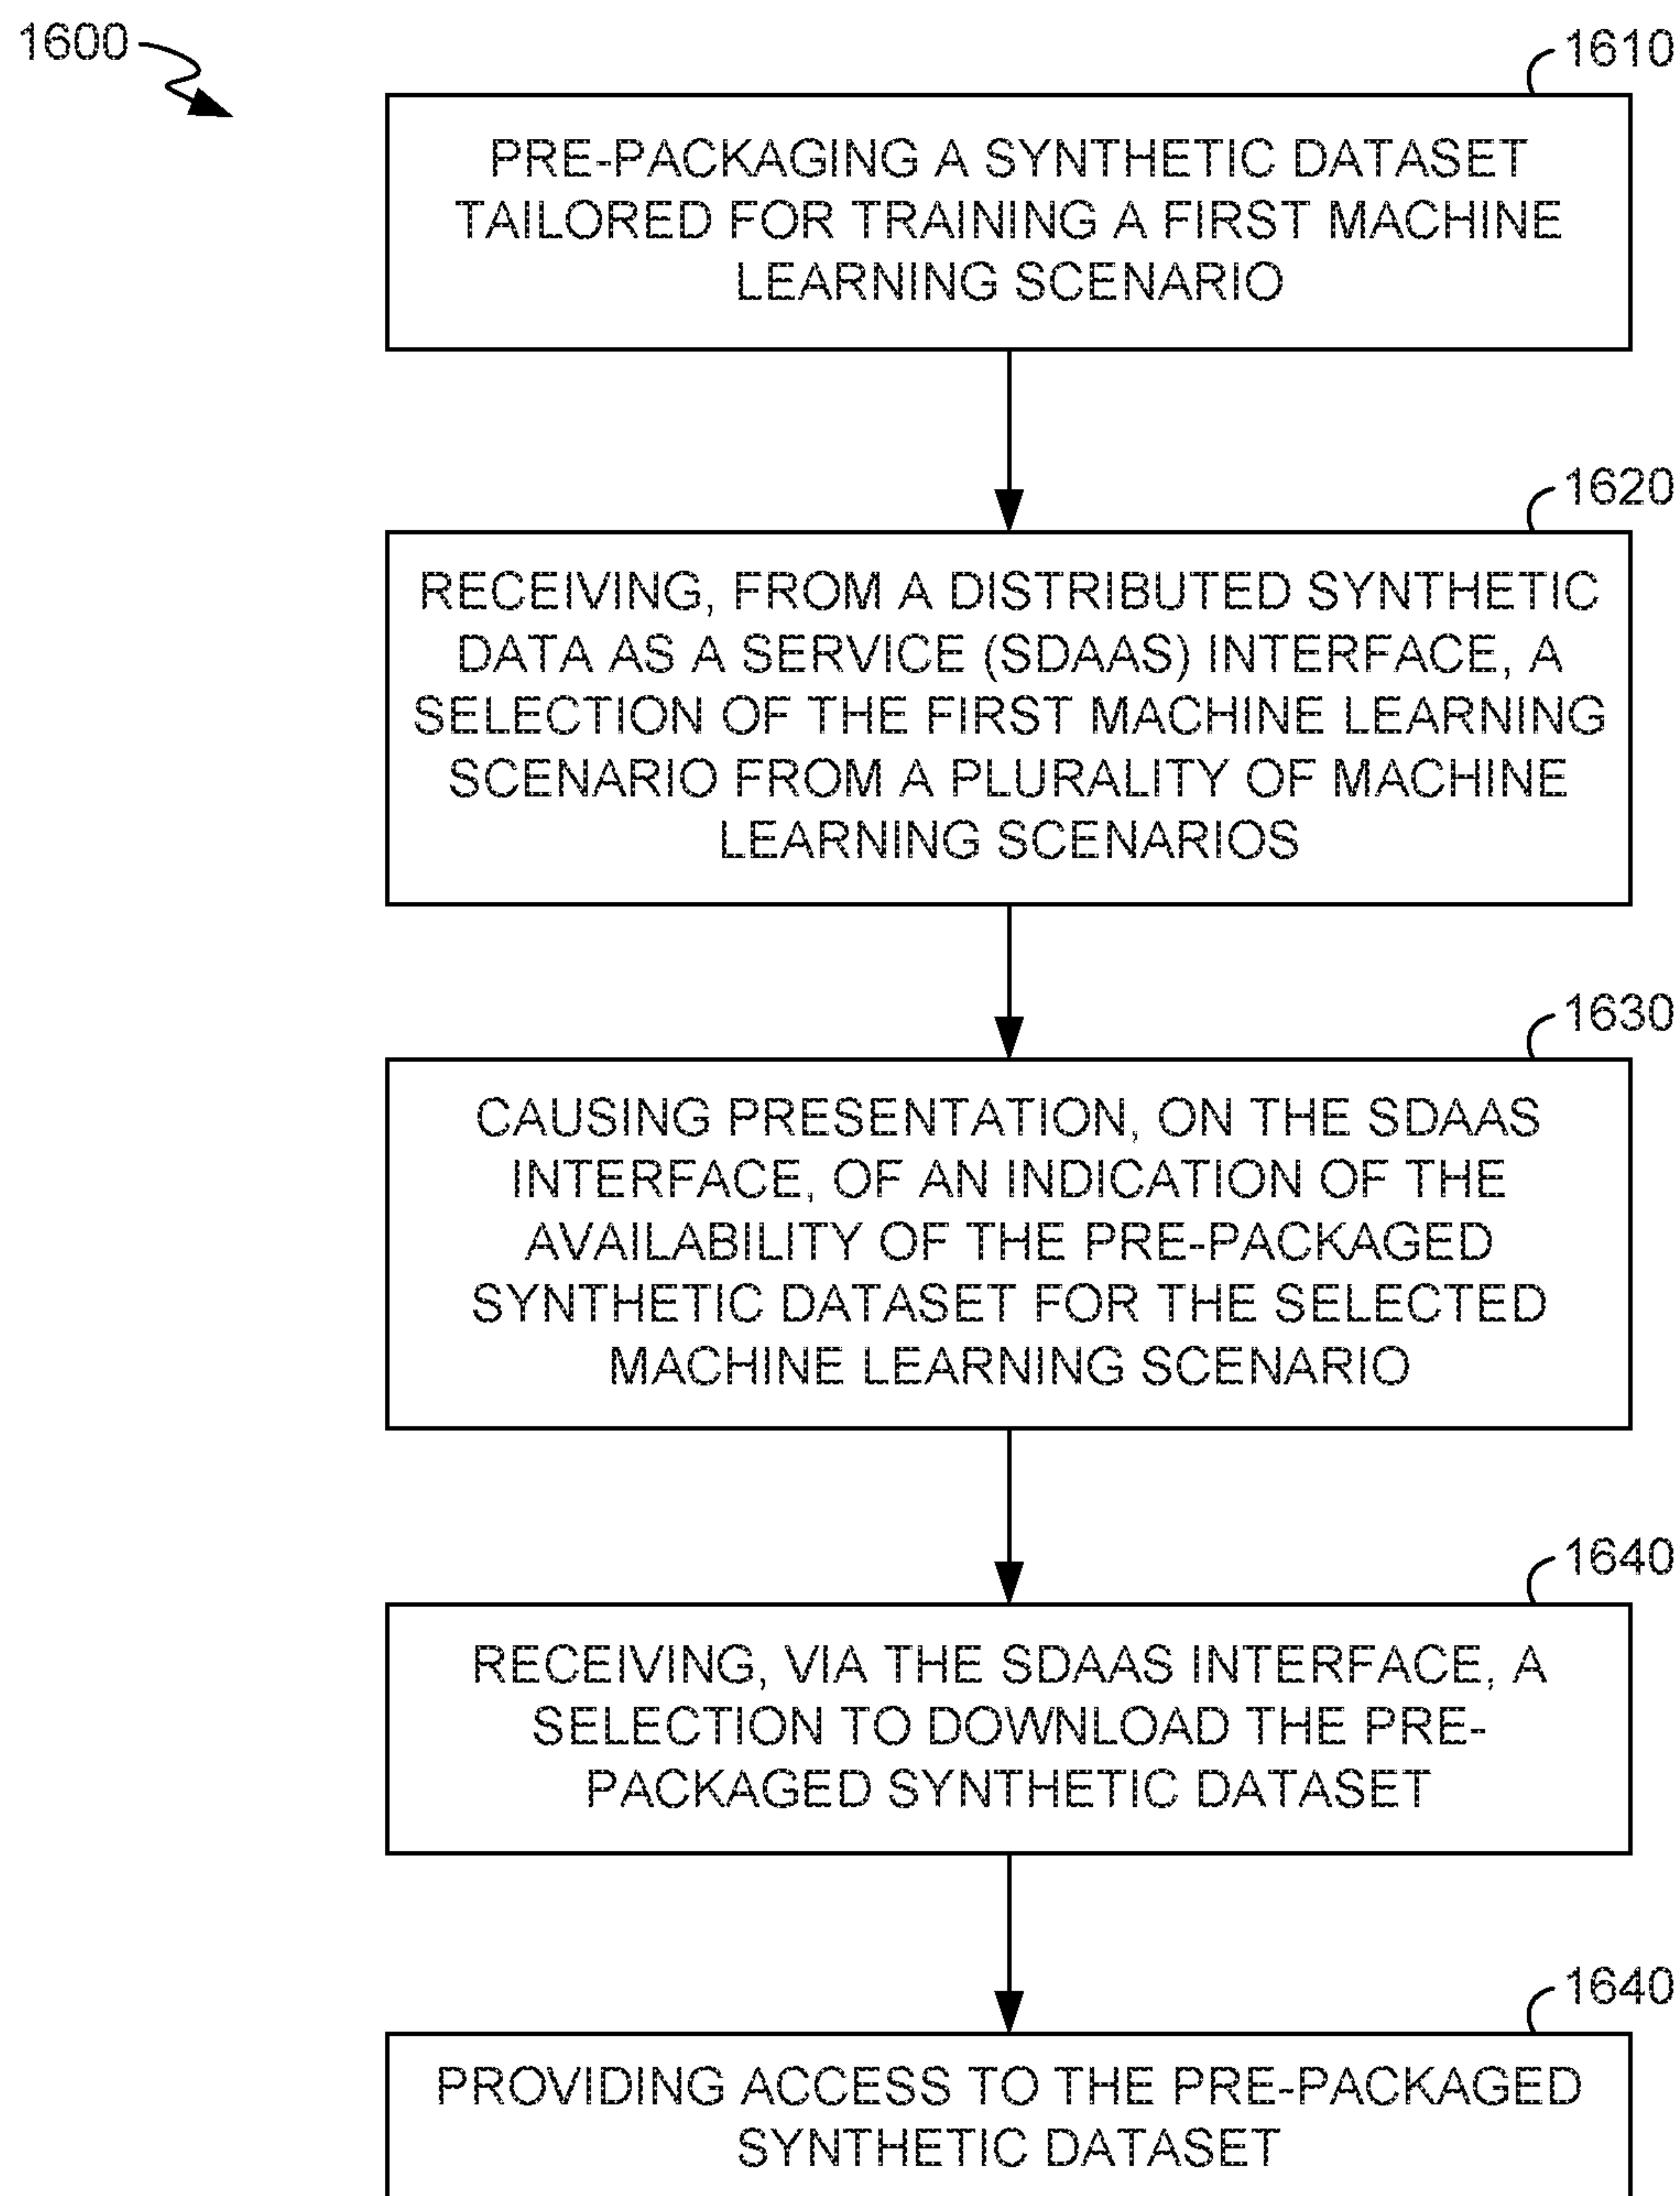 1600
1610
PRE-PACKAGING A SYNTHETIC DATASET
TAILORED FOR TRAINING A FIRST MACHINE
LEARNING SCENARIO
1620
RECEIVING, FROM A DISTRIBUTED SYNTHETIC
DATA AS A SERVICE (SDAAS) INTERFACE, A
SELECTION OF THE FIRST MACHINE LEARNING
SCENARIO FROM A PLURALITY OF MACHINE
LEARNING SCENARIOS
1630
CAUSING PRESENTATION, ON THE SDAAS
INTERFACE, OF AN INDICATION OF THE
AVAILABILITY OF THE PRE-PACKAGED
SYNTHETIC DATASET FOR THE SELECTED
MACHINE LEARNING SCENARIO
1640
RECEIVING, VIA THE SDAAS INTERFACE, A
SELECTION TO DOWNLOAD THE PRE-
PACKAGED SYNTHETIC DATASET
1640
PROVIDING ACCESS TO THE PRE-PACKAGED
SYNTHETIC DATASET